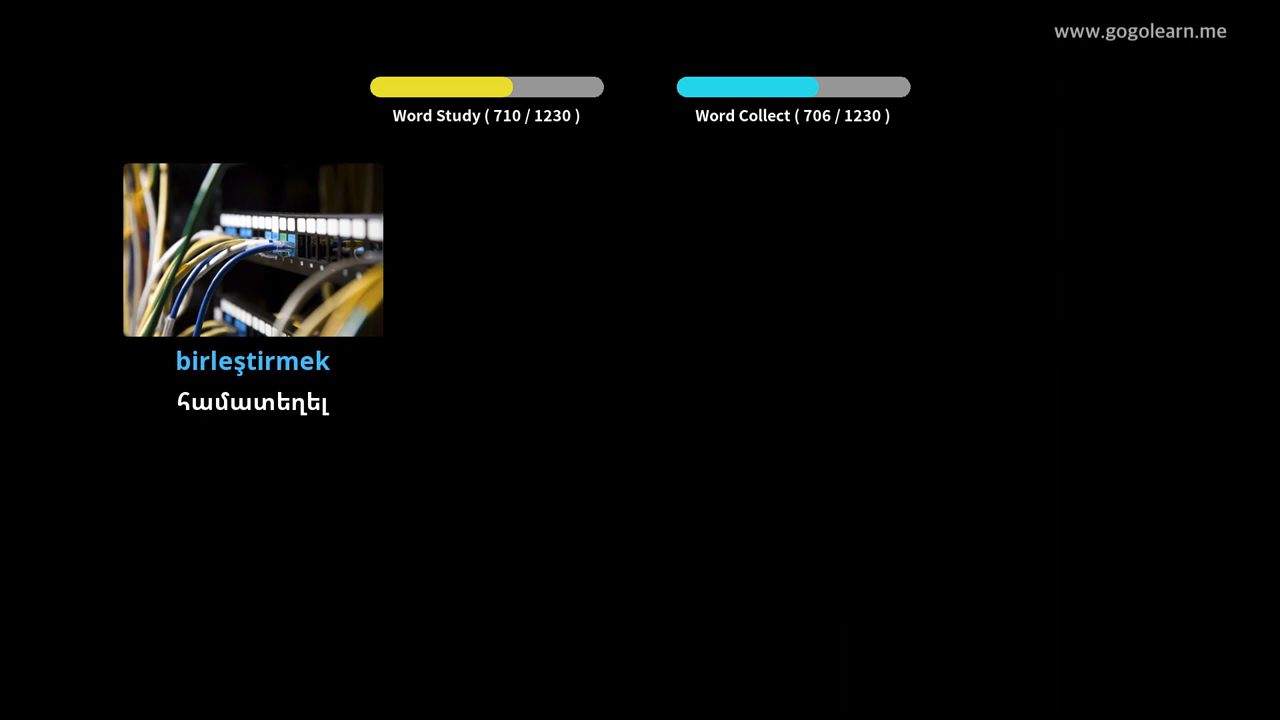 www.gogolearn.me
Word Study ( 710 / 1230 )
Word Collect ( 706 / 1230 )
birleştirmek
համատեղել